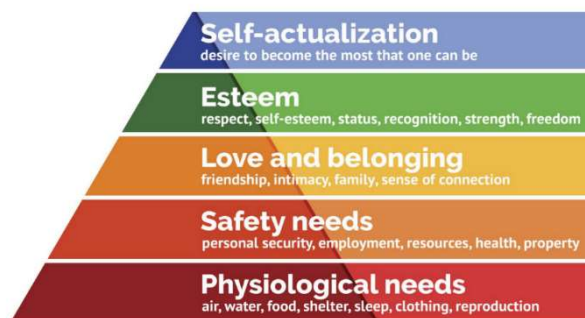 Self-actualization
desire to become the most that one can be
Esteem
respect, self-esteem, status, recognition, strength, freedom
Love and belonging
friendship, intimacy, family, sense of connection
Safety needs
personal security, employment, resources, health, property
Physiological needs
air, water, food, shelter, sleep, clothing, reproduction